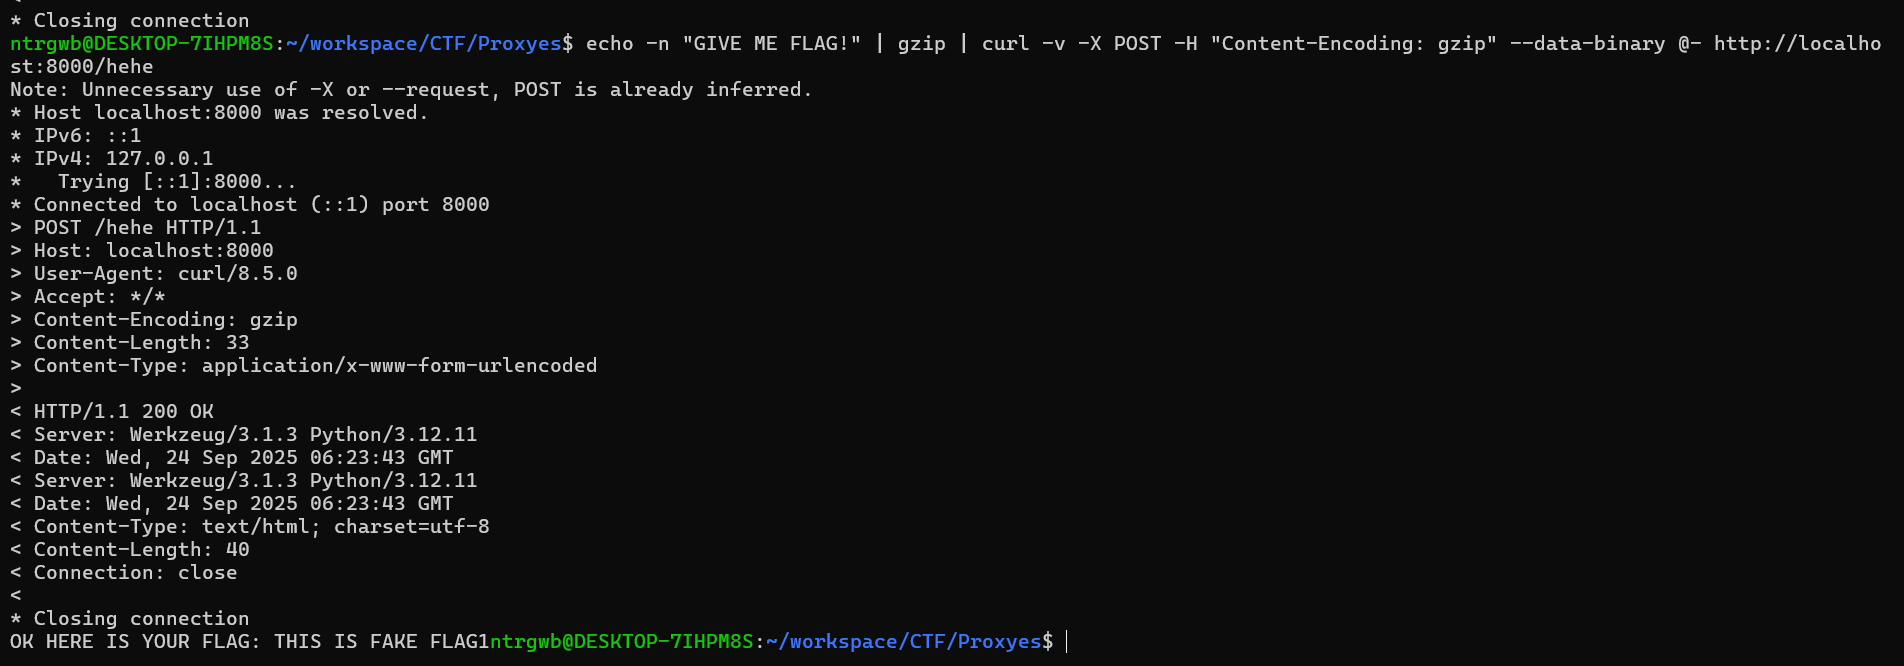 * Closing connection
ntrgwb@DESKTOP-7IHPM8S:~/workspace/CTF/Proxyes$ echo -n "GIVE ME FLAG!" | gzip | curl -v -X POST -H "Content-Encoding: gzip" --data-binary @- http://localho
st:8000/hehe
Note: Unnecessary use of -X or --request, POST is already inferred.
* Host localhost:8000 was resolved.
* IPv6: ::1
* IPv4: 127.0.0.1
*   Trying [::1]:8000...
* Connected to localhost (::1) port 8000
> POST /hehe HTTP/1.1
> Host: localhost:8000
> User-Agent: curl/8.5.0
> Accept: */*
> Content-Encoding: gzip
> Content-Length: 33
> Content-Type: application/x-www-form-urlencoded
>
< HTTP/1.1 200 OK
< Server: Werkzeug/3.1.3 Python/3.12.11
< Date: Wed, 24 Sep 2025 06:23:43 GMT
< Server: Werkzeug/3.1.3 Python/3.12.11
< Date: Wed, 24 Sep 2025 06:23:43 GMT
< Content-Type: text/html; charset=utf-8
< Content-Length: 40
< Connection: close
<
* Closing connection
OK HERE IS YOUR FLAG: THIS IS FAKE FLAG1ntrgwb@DESKTOP-7IHPM8S:~/workspace/CTF/Proxyes$